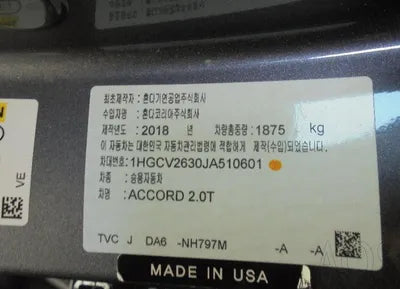 최초제작자 : 혼다기연공업주식회사
수입자명 : 혼다코리아주식회사
제작년도 : 2018 년 차량총중량 : 1875 kg
이 자동차는 대한민국 자동차관리법령에 적합하게 제작(수입)되었습니다.
차대번호 : 1HGCV2630JA510601
차종 : 승용자동차
차명 : ACCORD 2.0T
VE
TVC J DA6 -NH797M -A -A
MADE IN USA